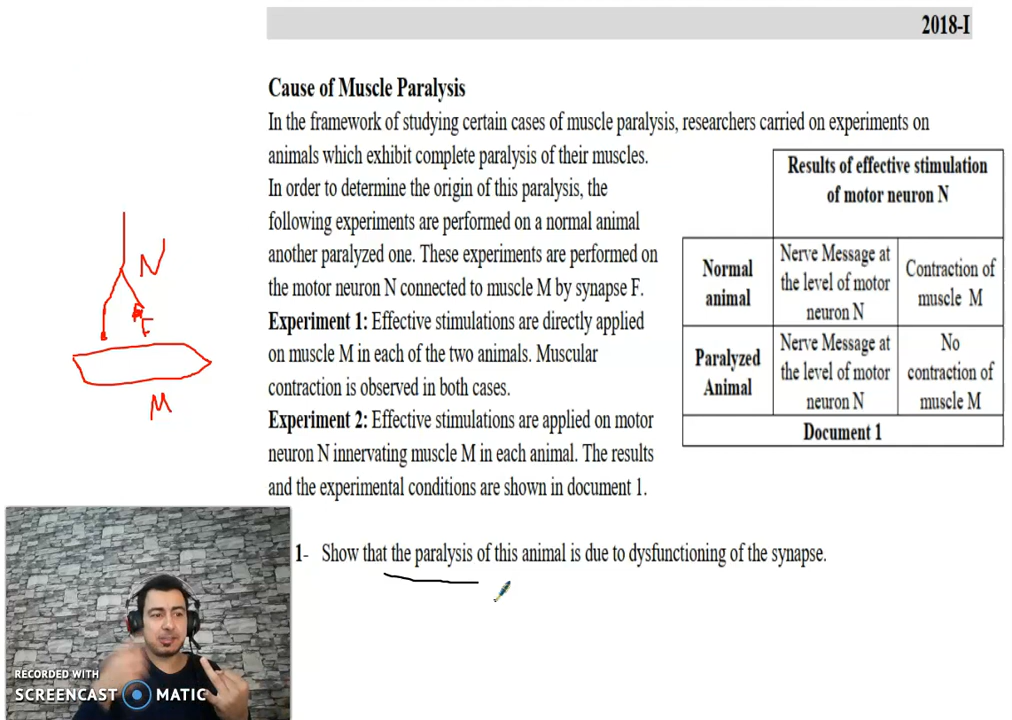 2018-I
Cause of Muscle Paralysis
In the framework of studying certain cases of muscle paralysis, researchers carried on experiments on
animals which exhibit complete paralysis of their muscles.
In order to determine the origin of this paralysis, the
following experiments are performed on a normal animal
another paralyzed one. These experiments are performed on
the motor neuron N connected to muscle M by synapse F.
Experiment 1: Effective stimulations are directly applied
on muscle M in each of the two animals. Muscular
contraction is observed in both cases.
Experiment 2: Effective stimulations are applied on motor
neuron N innervating muscle M in each animal. The results
and the experimental conditions are shown in document 1.
Results of effective stimulation
of motor neuron N
Normal
animal
Nerve Message at
the level of motor
neuron N
Contraction of
muscle M
Paralyzed
Animal
Nerve Message at
the level of motor
neuron N
No
contraction of
muscle M
Document 1
N
F
M
1- Show that the paralysis of this animal is due to dysfunctioning of the synapse.
RECORDED WITH
SCREENCAST MATIC